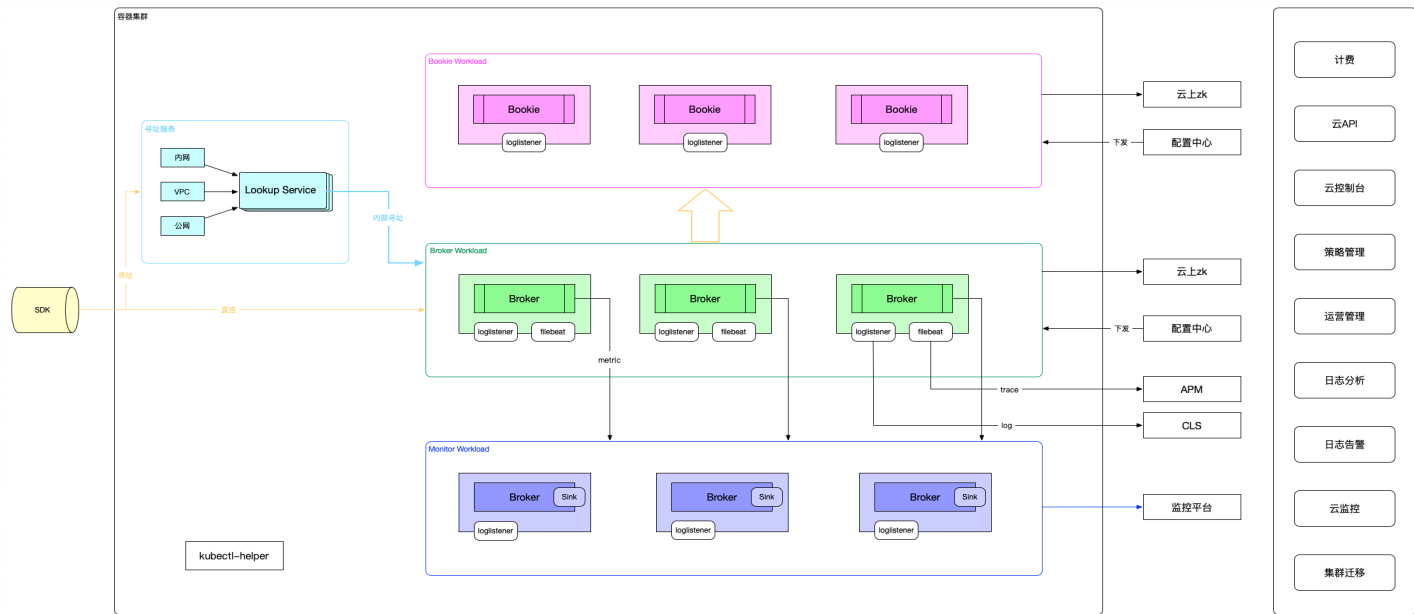 容器集群
Bookie Workload
Bookie
Bookie
Bookie
loglistener
loglistener
loglistener
云上zk
下发
配置中心
寻址服务
内网
VPC
公网
Lookup Service
内部寻址
寻址
SDK
直连
Broker Workload
Broker
Broker
Broker
loglistener
filebeat
loglistener
filebeat
loglistener
filebeat
云上zk
下发
配置中心
metric
trace
APM
log
CLS
Monitor Workload
Broker
Sink
Broker
Sink
Broker
Sink
loglistener
loglistener
loglistener
监控平台
kubectl-helper
计费
云API
云控制台
策略管理
运营管理
日志分析
日志告警
云监控
集群迁移